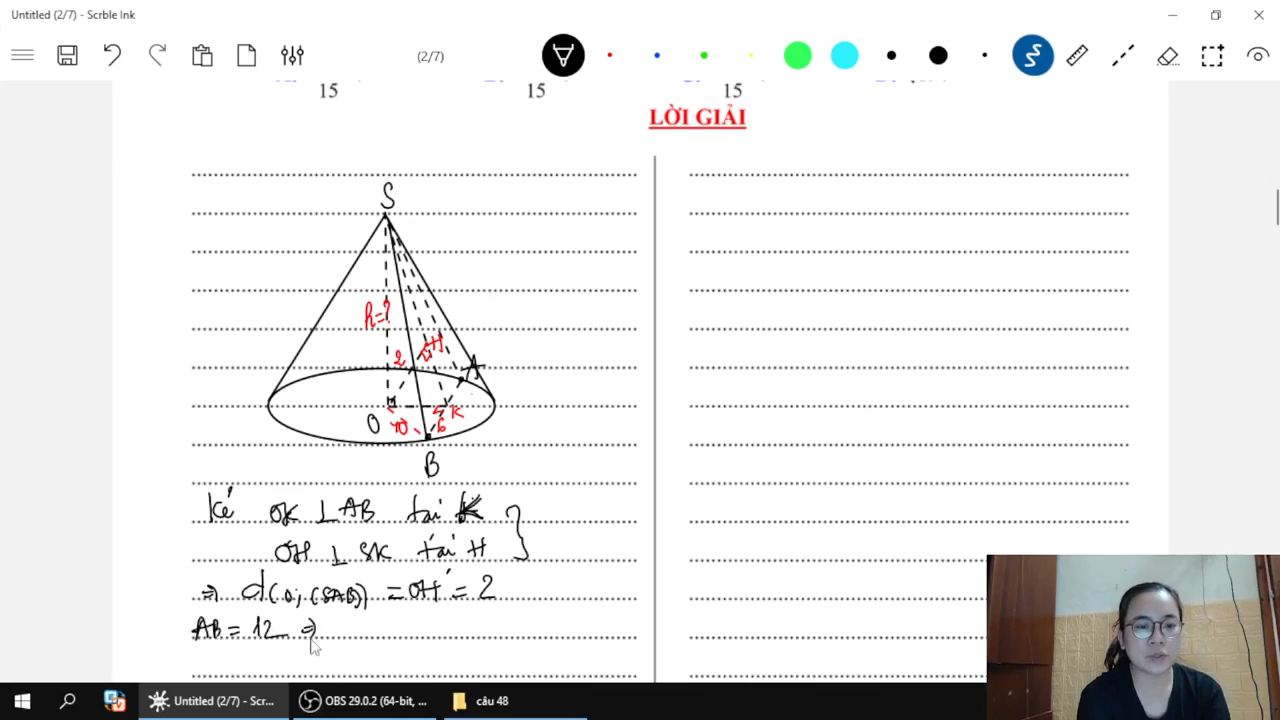 Untitled (2/7) - Scrble Ink
(2/7)
15 15 15
LỜI GIẢI
S
h=?
2 H A
O 10 6 K
B
Kẻ OK ⊥ AB tại K
OH ⊥ SK tại H
⇒ d(O; (SAB)) = OH = 2
AB = 12 ⇒
Untitled (2/7) - Scr...
OBS 29.0.2 (64-bit, ...
câu 48